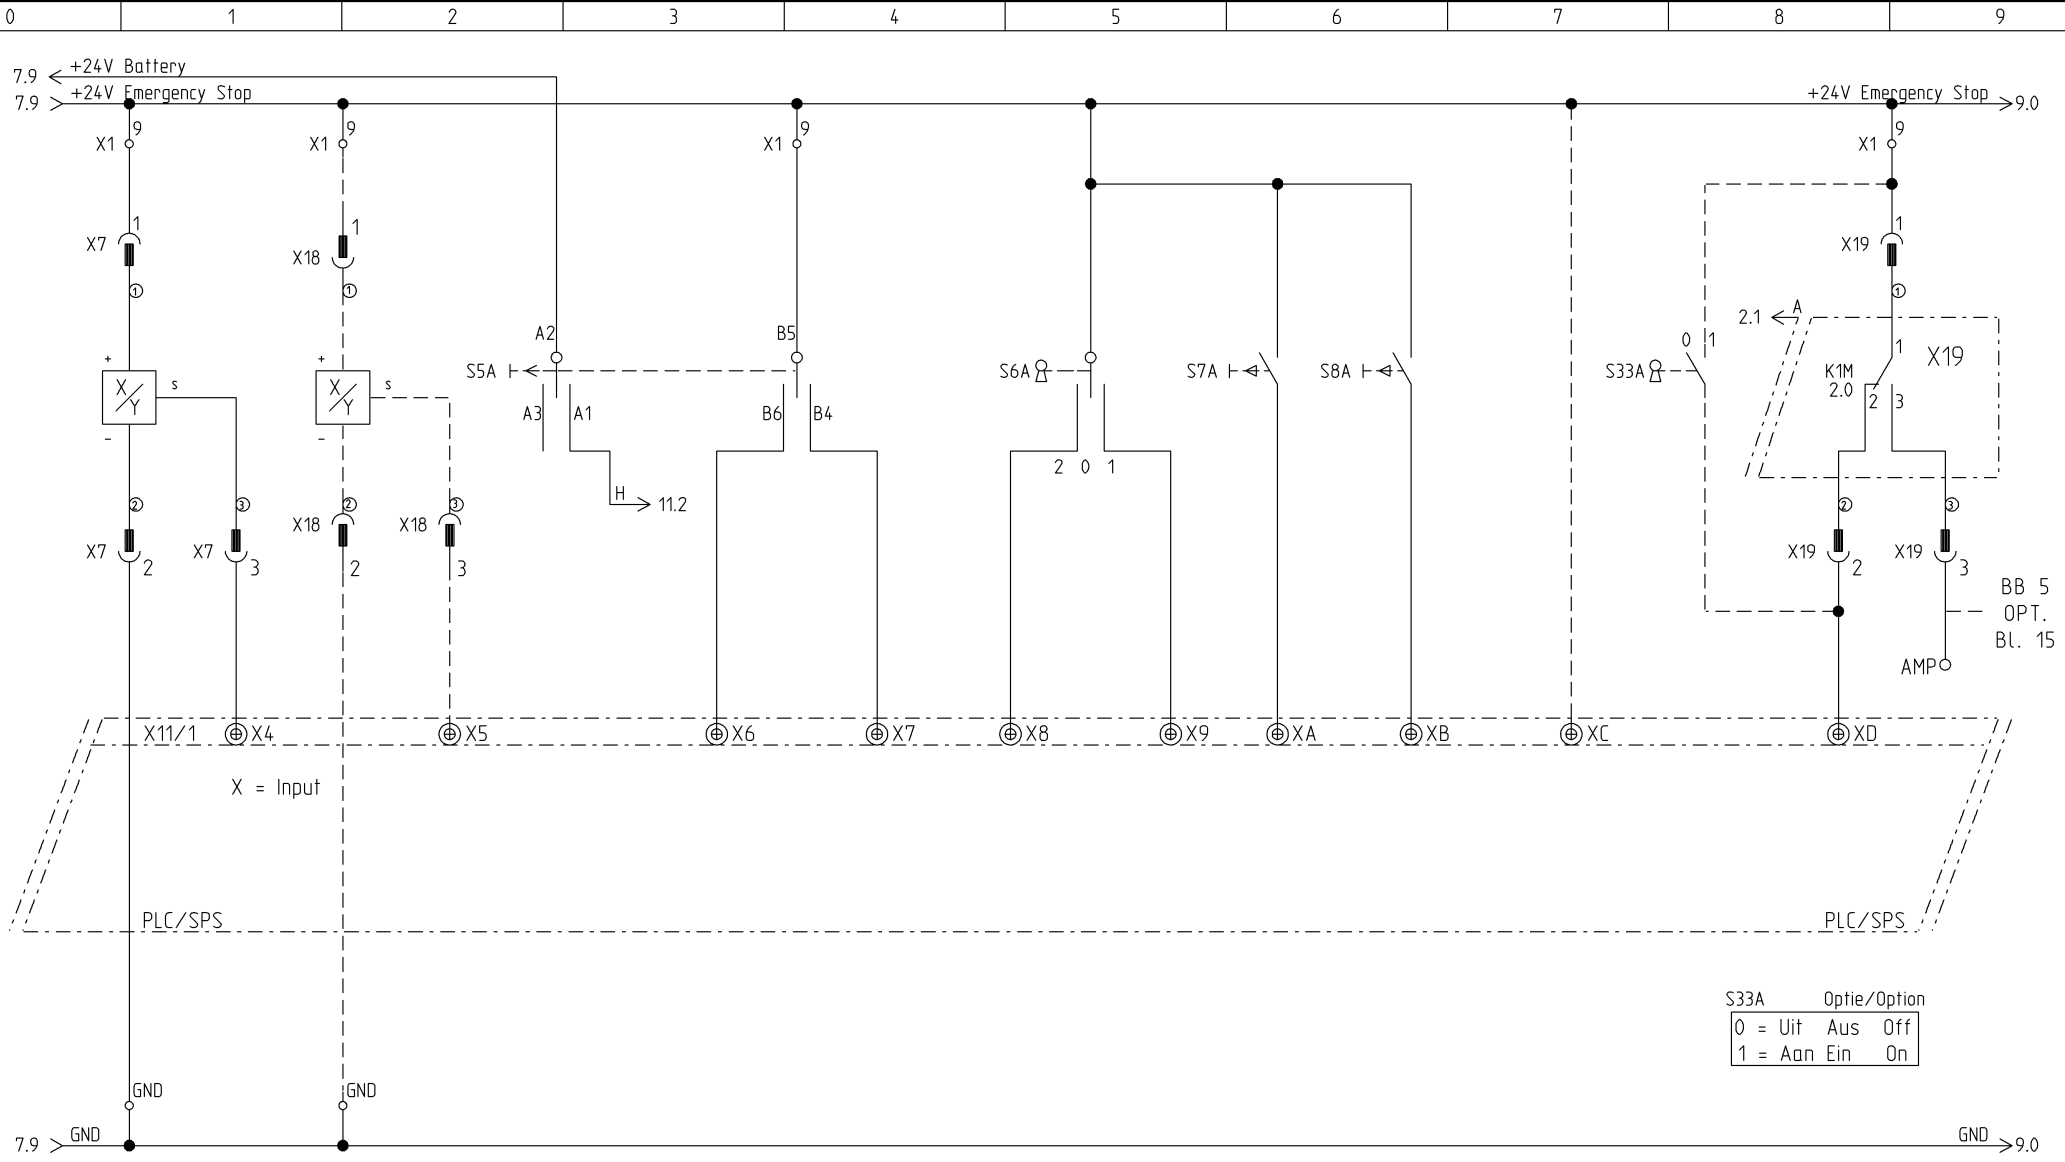 0 1 2 3 4 5 6 7 8 9
7.9 +24V Battery
7.9 +24V Emergency Stop +24V Emergency Stop 9.0
9 9 9 9
X1 X1 X1 X1
1 1 1
X7 X18 X19
1 1 1
2.1 A
A2 B5 0 1 1 X19
+ +
X/Y s X/Y s S5A S6A S7A S8A S33A K1M
2.0
2 3
A3 A1 B6 B4
- -
2 0 1
H 11.2
2 3 2 3 2 3
X18 X18
X7 X7 X19 X19
2 3 2 3 2 3
BB 5
OPT.
Bl. 15
AMP
X11/1 X4 X5 X6 X7 X8 X9 XA XB XC XD
X = Input
PLC/SPS PLC/SPS
S33A Optie/Option
0 = Uit Aus Off
1 = Aan Ein On
GND GND
7.9 GND GND 9.0